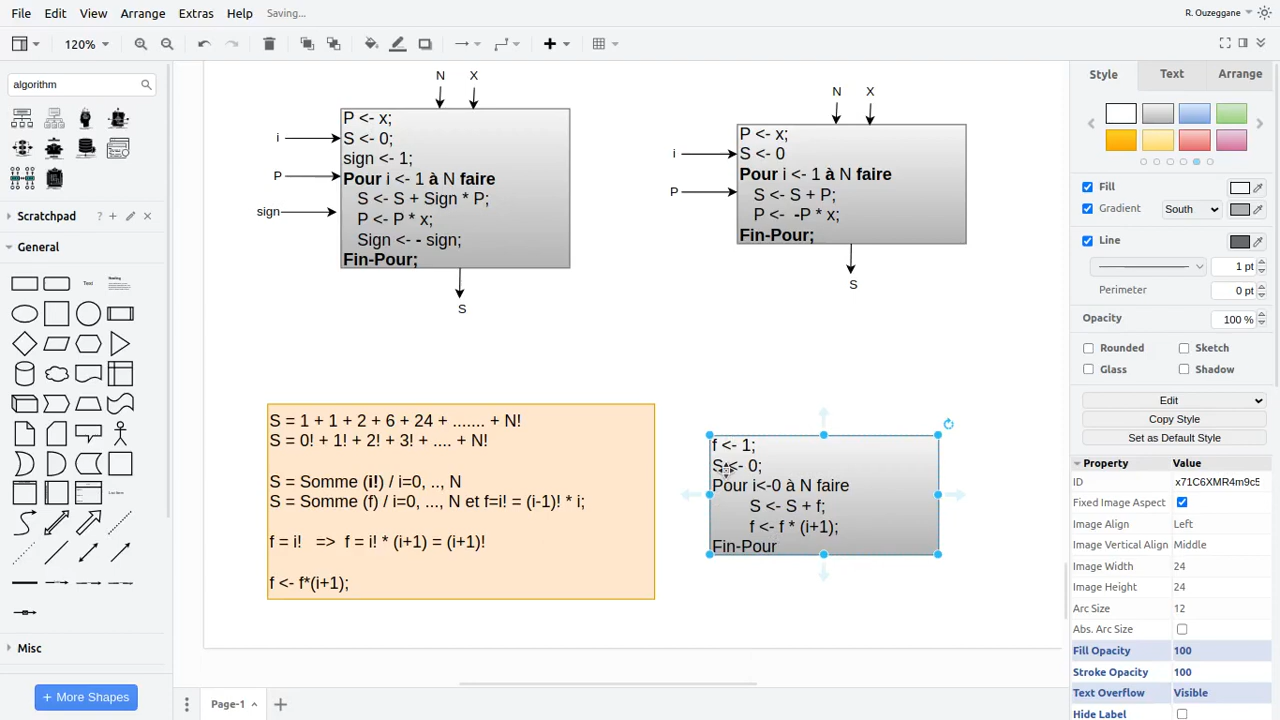 File Edit View Arrange Extras Help Saving...
R. Ouzeggane
120%
algorithm
Scratchpad
General
Text
Heading
Misc
+ More Shapes
N X
i
P
sign
P <- x;
S <- 0;
sign <- 1;
Pour i <- 1 à N faire
S <- S + Sign * P;
P <- P * x;
Sign <- - sign;
Fin-Pour;
S
N X
i
P
P <- x;
S <- 0
Pour i <- 1 à N faire
S <- S + P;
P <- -P * x;
Fin-Pour;
S
S = 1 + 1 + 2 + 6 + 24 + ....... + N!
S = 0! + 1! + 2! + 3! + .... + N!
S = Somme (i!) / i=0, .., N
S = Somme (f) / i=0, ..., N et f=i! = (i-1)! * i;
f = i! => f = i! * (i+1) = (i+1)!
f <- f*(i+1);
f <- 1;
S <- 0;
Pour i<-0 à N faire
S <- S + f;
f <- f * (i+1);
Fin-Pour
Page-1
Style Text Arrange
Fill
Gradient South
Line
1 pt
Perimeter 0 pt
Opacity 100 %
Rounded Sketch
Glass Shadow
Edit
Copy Style
Set as Default Style
Property Value
ID x71C6XMR4m9c5
Fixed Image Aspect
Image Align Left
Image Vertical Align Middle
Image Width 24
Image Height 24
Arc Size 12
Abs. Arc Size
Fill Opacity 100
Stroke Opacity 100
Text Overflow Visible
Hide Label